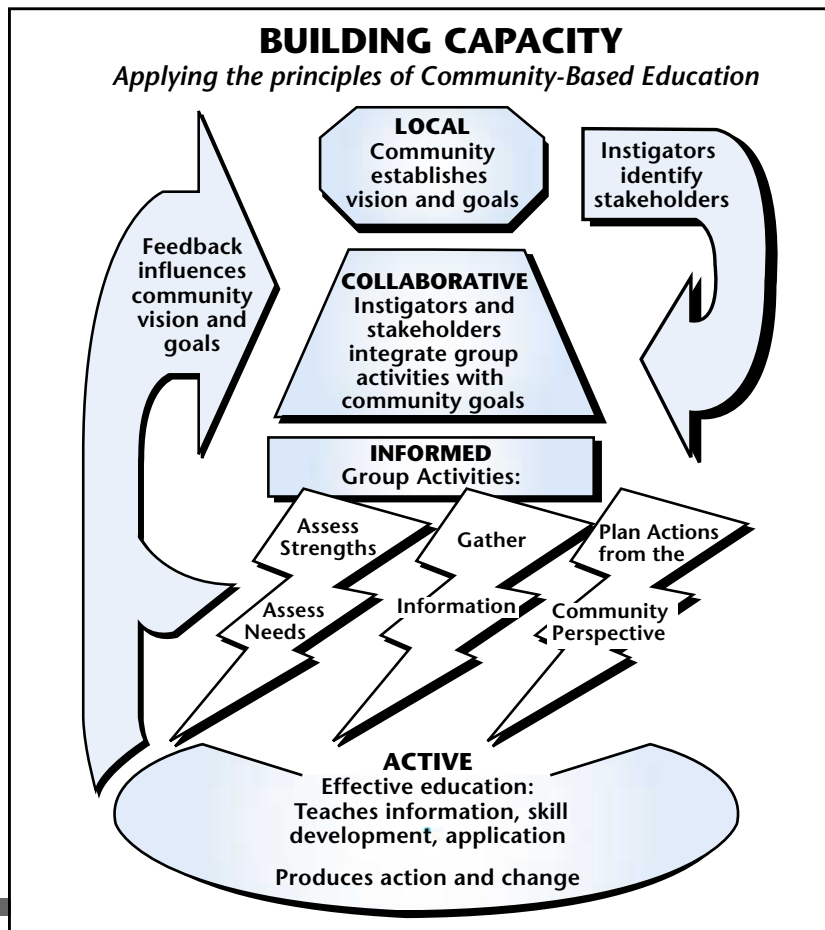 BUILDING CAPACITY
Applying the principles of Community-Based Education
LOCAL
Community
establishes
vision and goals
Instigators
identify
stakeholders
Feedback
influences
community
vision and
goals
COLLABORATIVE
Instigators and
stakeholders
integrate group
activities with
community goals
INFORMED
Group Activities:
Assess
Strengths
Assess
Needs
Gather
Information
Plan Actions
from the
Community
Perspective
ACTIVE
Effective education:
Teaches information, skill
development, application
Produces action and change